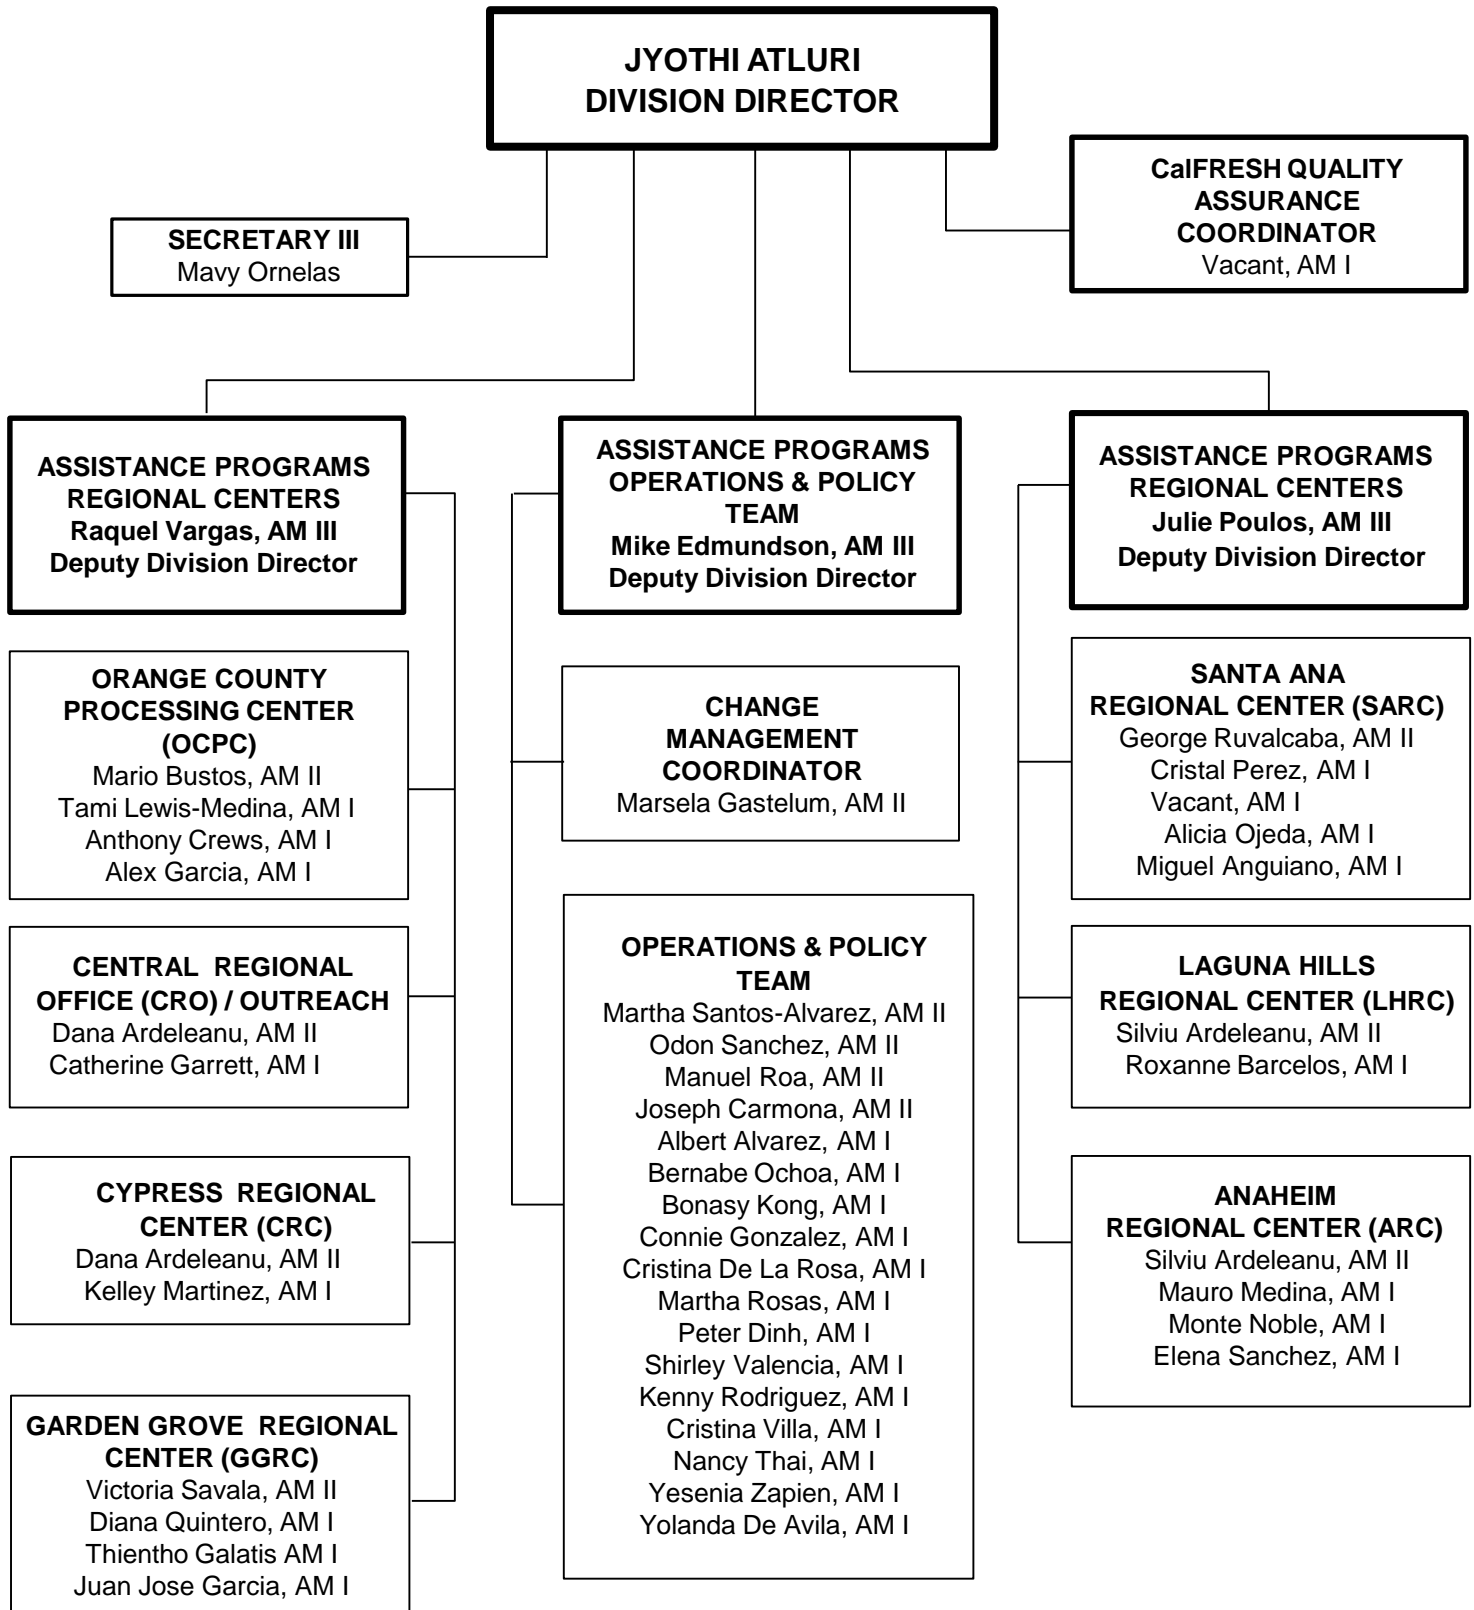 JYOTHI ATLURI
DIVISION DIRECTOR
SECRETARY III
Mavy Ornelas
CalFRESH QUALITY
ASSURANCE
COORDINATOR
Vacant, AM I
ASSISTANCE PROGRAMS
REGIONAL CENTERS
Raquel Vargas, AM III
Deputy Division Director
ORANGE COUNTY
PROCESSING CENTER
(OCPC)
Mario Bustos, AM II
Tami Lewis-Medina, AM I
Anthony Crews, AM I
Alex Garcia, AM I
CENTRAL REGIONAL
OFFICE (CRO) / OUTREACH
Dana Ardeleanu, AM II
Catherine Garrett, AM I
CYPRESS REGIONAL
CENTER (CRC)
Dana Ardeleanu, AM II
Kelley Martinez, AM I
GARDEN GROVE REGIONAL
CENTER (GGRC)
Victoria Savala, AM II
Diana Quintero, AM I
Thientho Galatis AM I
Juan Jose Garcia, AM I
ASSISTANCE PROGRAMS
OPERATIONS & POLICY
TEAM
Mike Edmundson, AM III
Deputy Division Director
CHANGE
MANAGEMENT
COORDINATOR
Marsela Gastelum, AM II
OPERATIONS & POLICY
TEAM
Martha Santos-Alvarez, AM II
Odon Sanchez, AM II
Manuel Roa, AM II
Joseph Carmona, AM II
Albert Alvarez, AM I
Bernabe Ochoa, AM I
Bonasy Kong, AM I
Connie Gonzalez, AM I
Cristina De La Rosa, AM I
Martha Rosas, AM I
Peter Dinh, AM I
Shirley Valencia, AM I
Kenny Rodriguez, AM I
Cristina Villa, AM I
Nancy Thai, AM I
Yesenia Zapien, AM I
Yolanda De Avila, AM I
ASSISTANCE PROGRAMS
REGIONAL CENTERS
Julie Poulos, AM III
Deputy Division Director
SANTA ANA
REGIONAL CENTER (SARC)
George Ruvalcaba, AM II
Cristal Perez, AM I
Vacant, AM I
Alicia Ojeda, AM I
Miguel Anguiano, AM I
LAGUNA HILLS
REGIONAL CENTER (LHRC)
Silviu Ardeleanu, AM II
Roxanne Barcelos, AM I
ANAHEIM
REGIONAL CENTER (ARC)
Silviu Ardeleanu, AM II
Mauro Medina, AM I
Monte Noble, AM I
Elena Sanchez, AM I